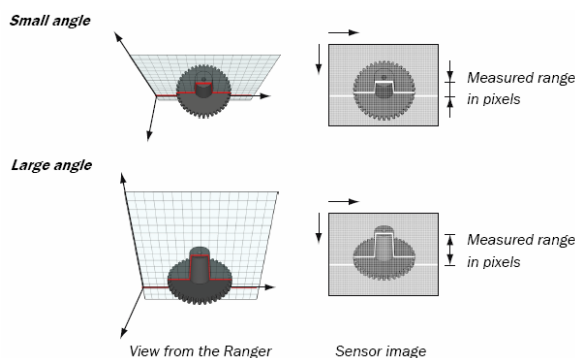 Small angle
Measured range
in pixels
Large angle
Measured range
in pixels
View from the Ranger
Sensor image